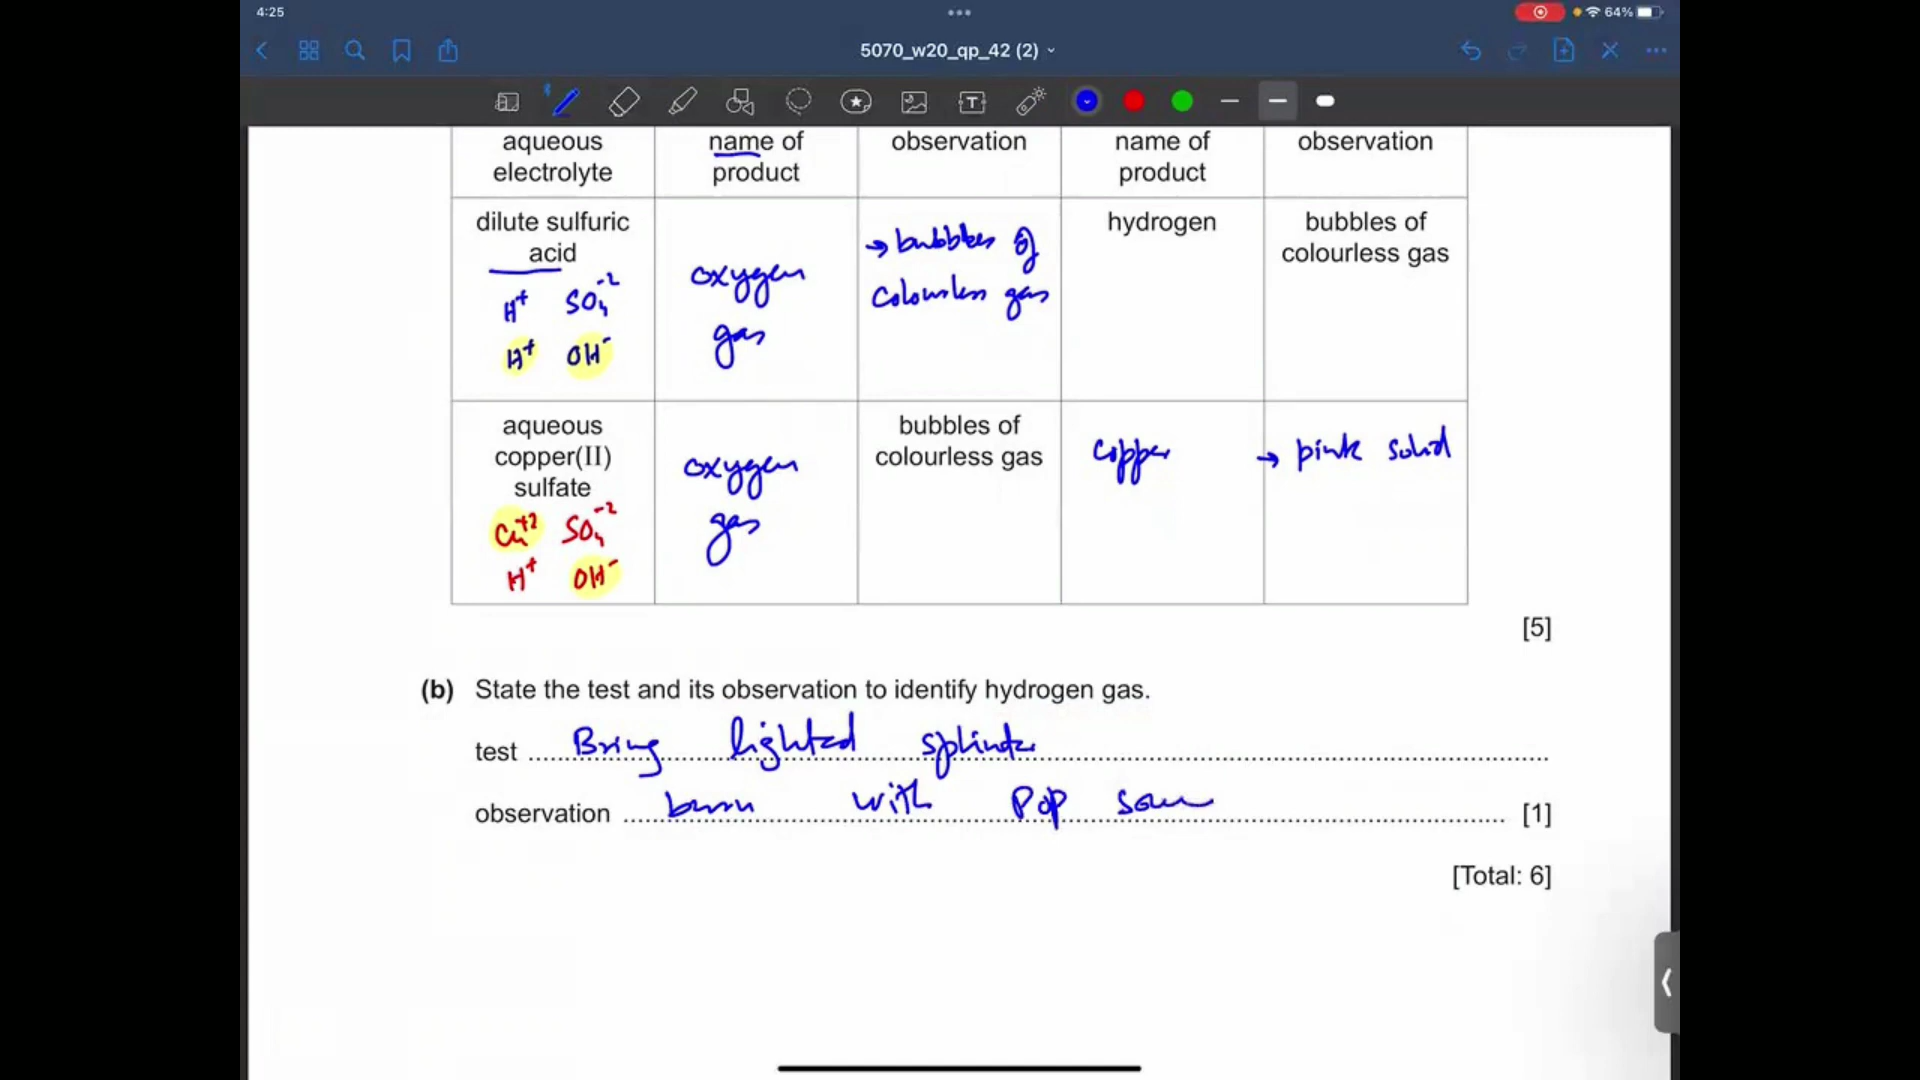 4:25
64%
5070_w20_qp_42 (2)
aqueous electrolyte
name of product
observation
name of product
observation
dilute sulfuric acid
H+ SO4-2
H+ OH-
oxygen gas
→ bubbles of colourless gas
hydrogen
bubbles of colourless gas
aqueous copper(II) sulfate
Cu+2 SO4-2
H+ OH-
oxygen gas
bubbles of colourless gas
Copper
→ pink solid
[5]
(b) State the test and its observation to identify hydrogen gas.
test Bring lighted splinter
observation burn with Pop [1]
[Total: 6]